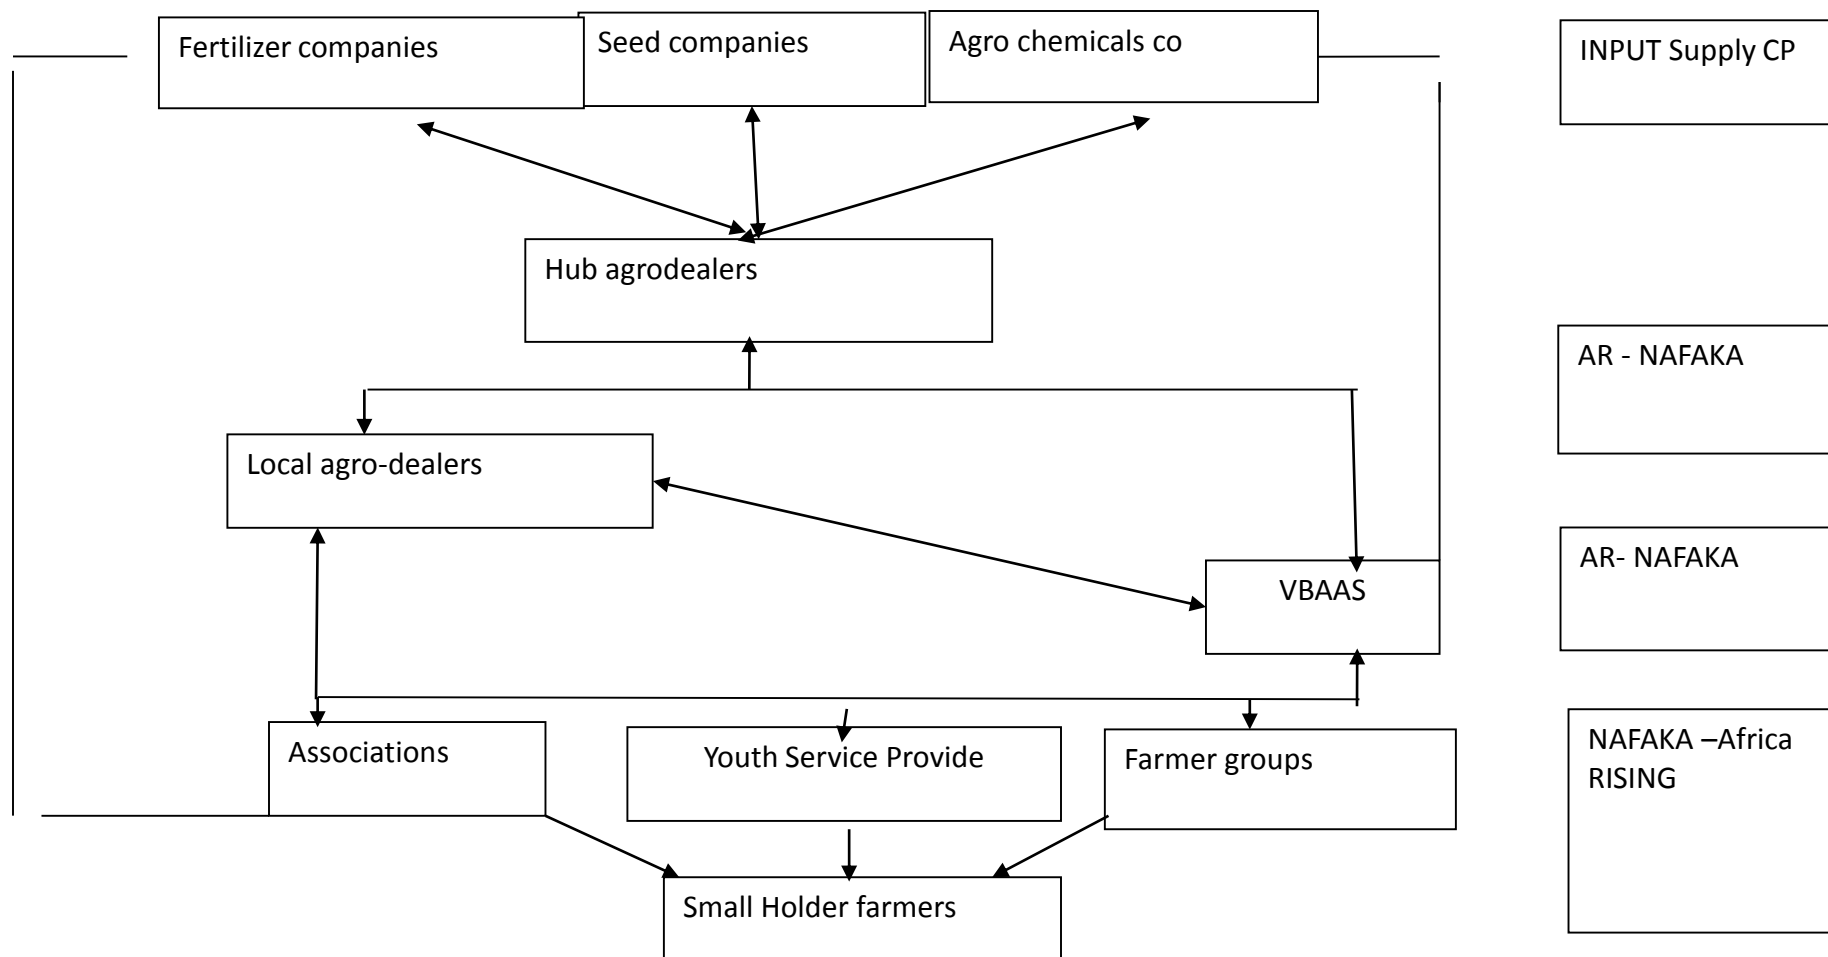 Fertilizer companies
Seed companies
Agro chemicals co
INPUT Supply CP
Hub agrodealers
AR - NAFAKA
Local agro-dealers
AR- NAFAKA
VBAAS
Associations
Youth Service Provide
Farmer groups
NAFAKA –Africa
RISING
Small Holder farmers